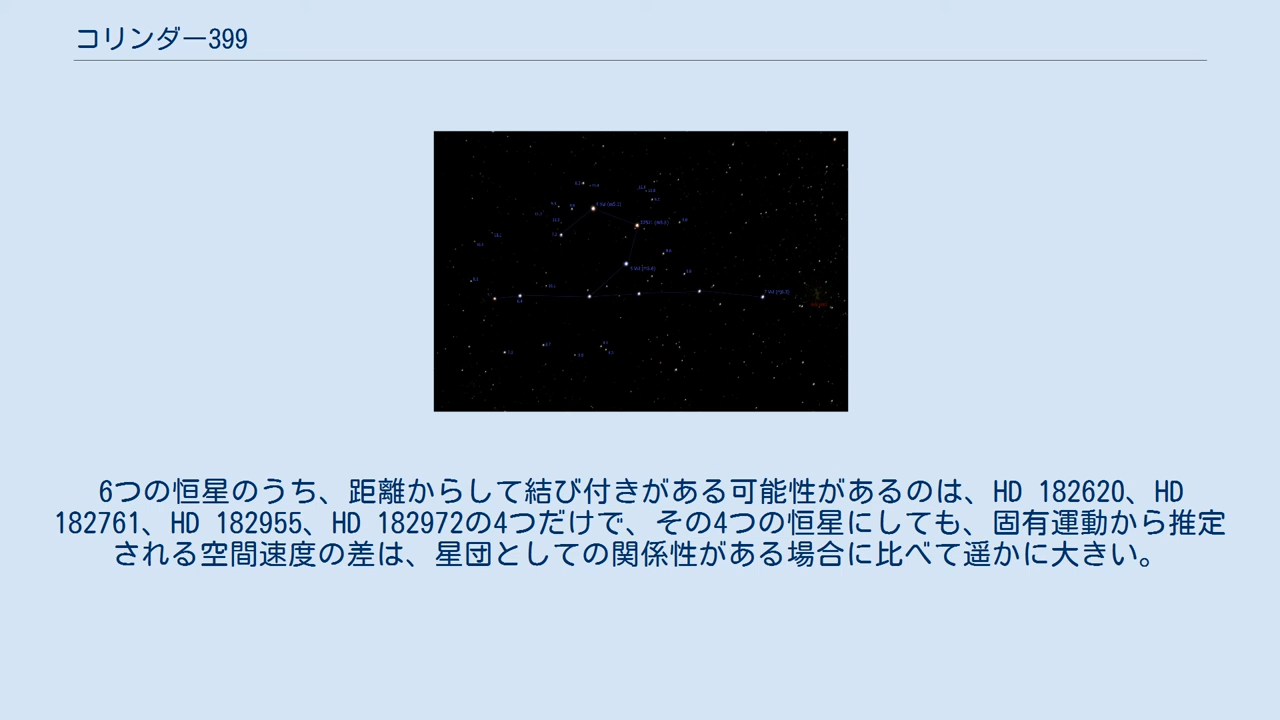 コリンダー399
6つの恒星のうち、距離からして結び付きがある可能性があるのは、HD 182620、HD
182761、HD 182955、HD 182972の4つだけで、その4つの恒星にしても、固有運動から推定
される空間速度の差は、星団としての関係性がある場合に比べて遥かに大きい。